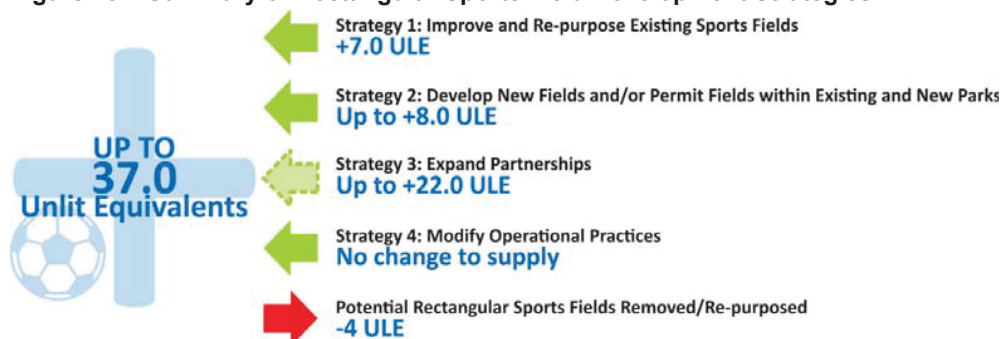 Strategy 1: Improve and Re-purpose Existing Sports Fields
+7.0 ULE
Strategy 2: Develop New Fields and/or Permit Fields within Existing and New Parks
Up to +8.0 ULE
UP TO
37.0
Unlit Equivalents
Strategy 3: Expand Partnerships
Up to +22.0 ULE
Strategy 4: Modify Operational Practices
No change to supply
Potential Rectangular Sports Fields Removed/Re-purposed
-4 ULE